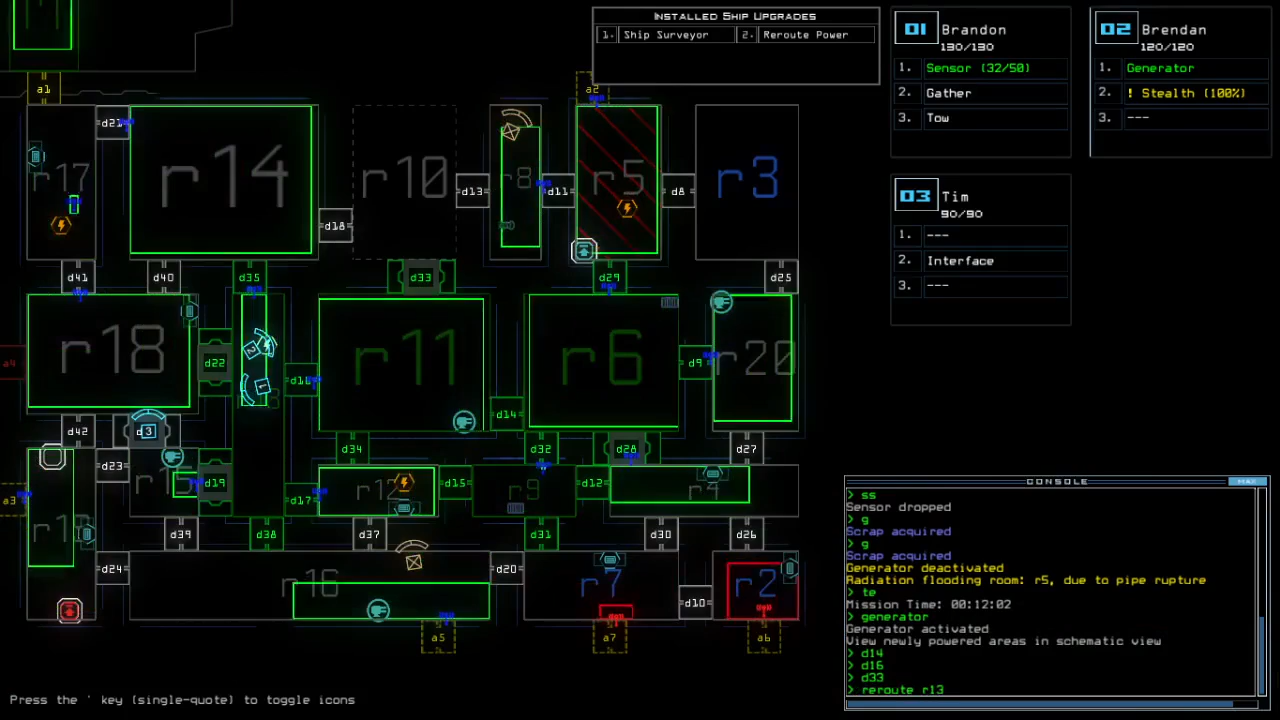 Installed Ship Upgrades
1. Ship Surveyor 2. Reroute Power
01 Brandon
130/130
1. Sensor (32/50)
2. Gather
3. Tow
02 Brendan
120/120
1. Generator
2. ! Stealth (100%)
3. ---
03 Tim
90/90
1. ---
2. Interface
3. ---
a1
a2
d21
r17
r14
r10
d13
r8
d11
r5
d8
r3
d18
d41
d40
d35
d33
d29
d25
r18
a4
d22
2
1
d16
r11
d14
r6
d9
r20
d42
3
d34
d32
d28
d27
d23
r15
d19
d17
r12
d15
r9
d12
r4
a3
d39
d38
d37
d31
d30
d26
d24
r16
d20
r7
d10
r2
a5
a7
a6
CONSOLE
MAX
> ss
Sensor dropped
> g
Scrap acquired
> g
Scrap acquired
Generator deactivated
Radiation flooding room: r5, due to pipe rupture
> te
Mission Time: 00:12:02
> generator
Generator activated
View newly powered areas in schematic view
> d14
> d16
> d33
> reroute r13
Press the ' key (single-quote) to toggle icons